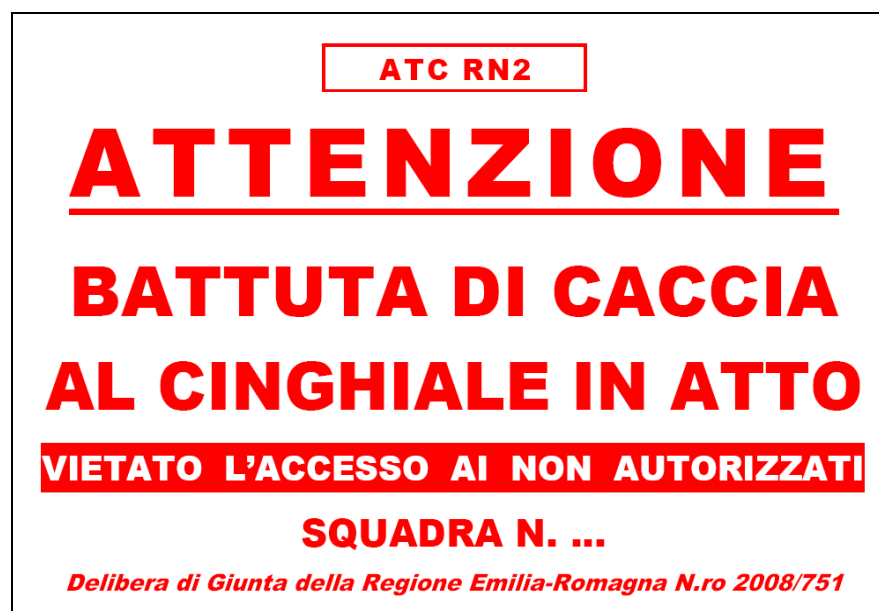 ATC RN2
ATTENZIONE
BATTUTA DI CACCIA
AL CINGHIALE IN ATTO
VIETATO L’ACCESSO AI NON AUTORIZZATI
SQUADRA N. ...
Delibera di Giunta della Regione Emilia-Romagna N.ro 2008/751